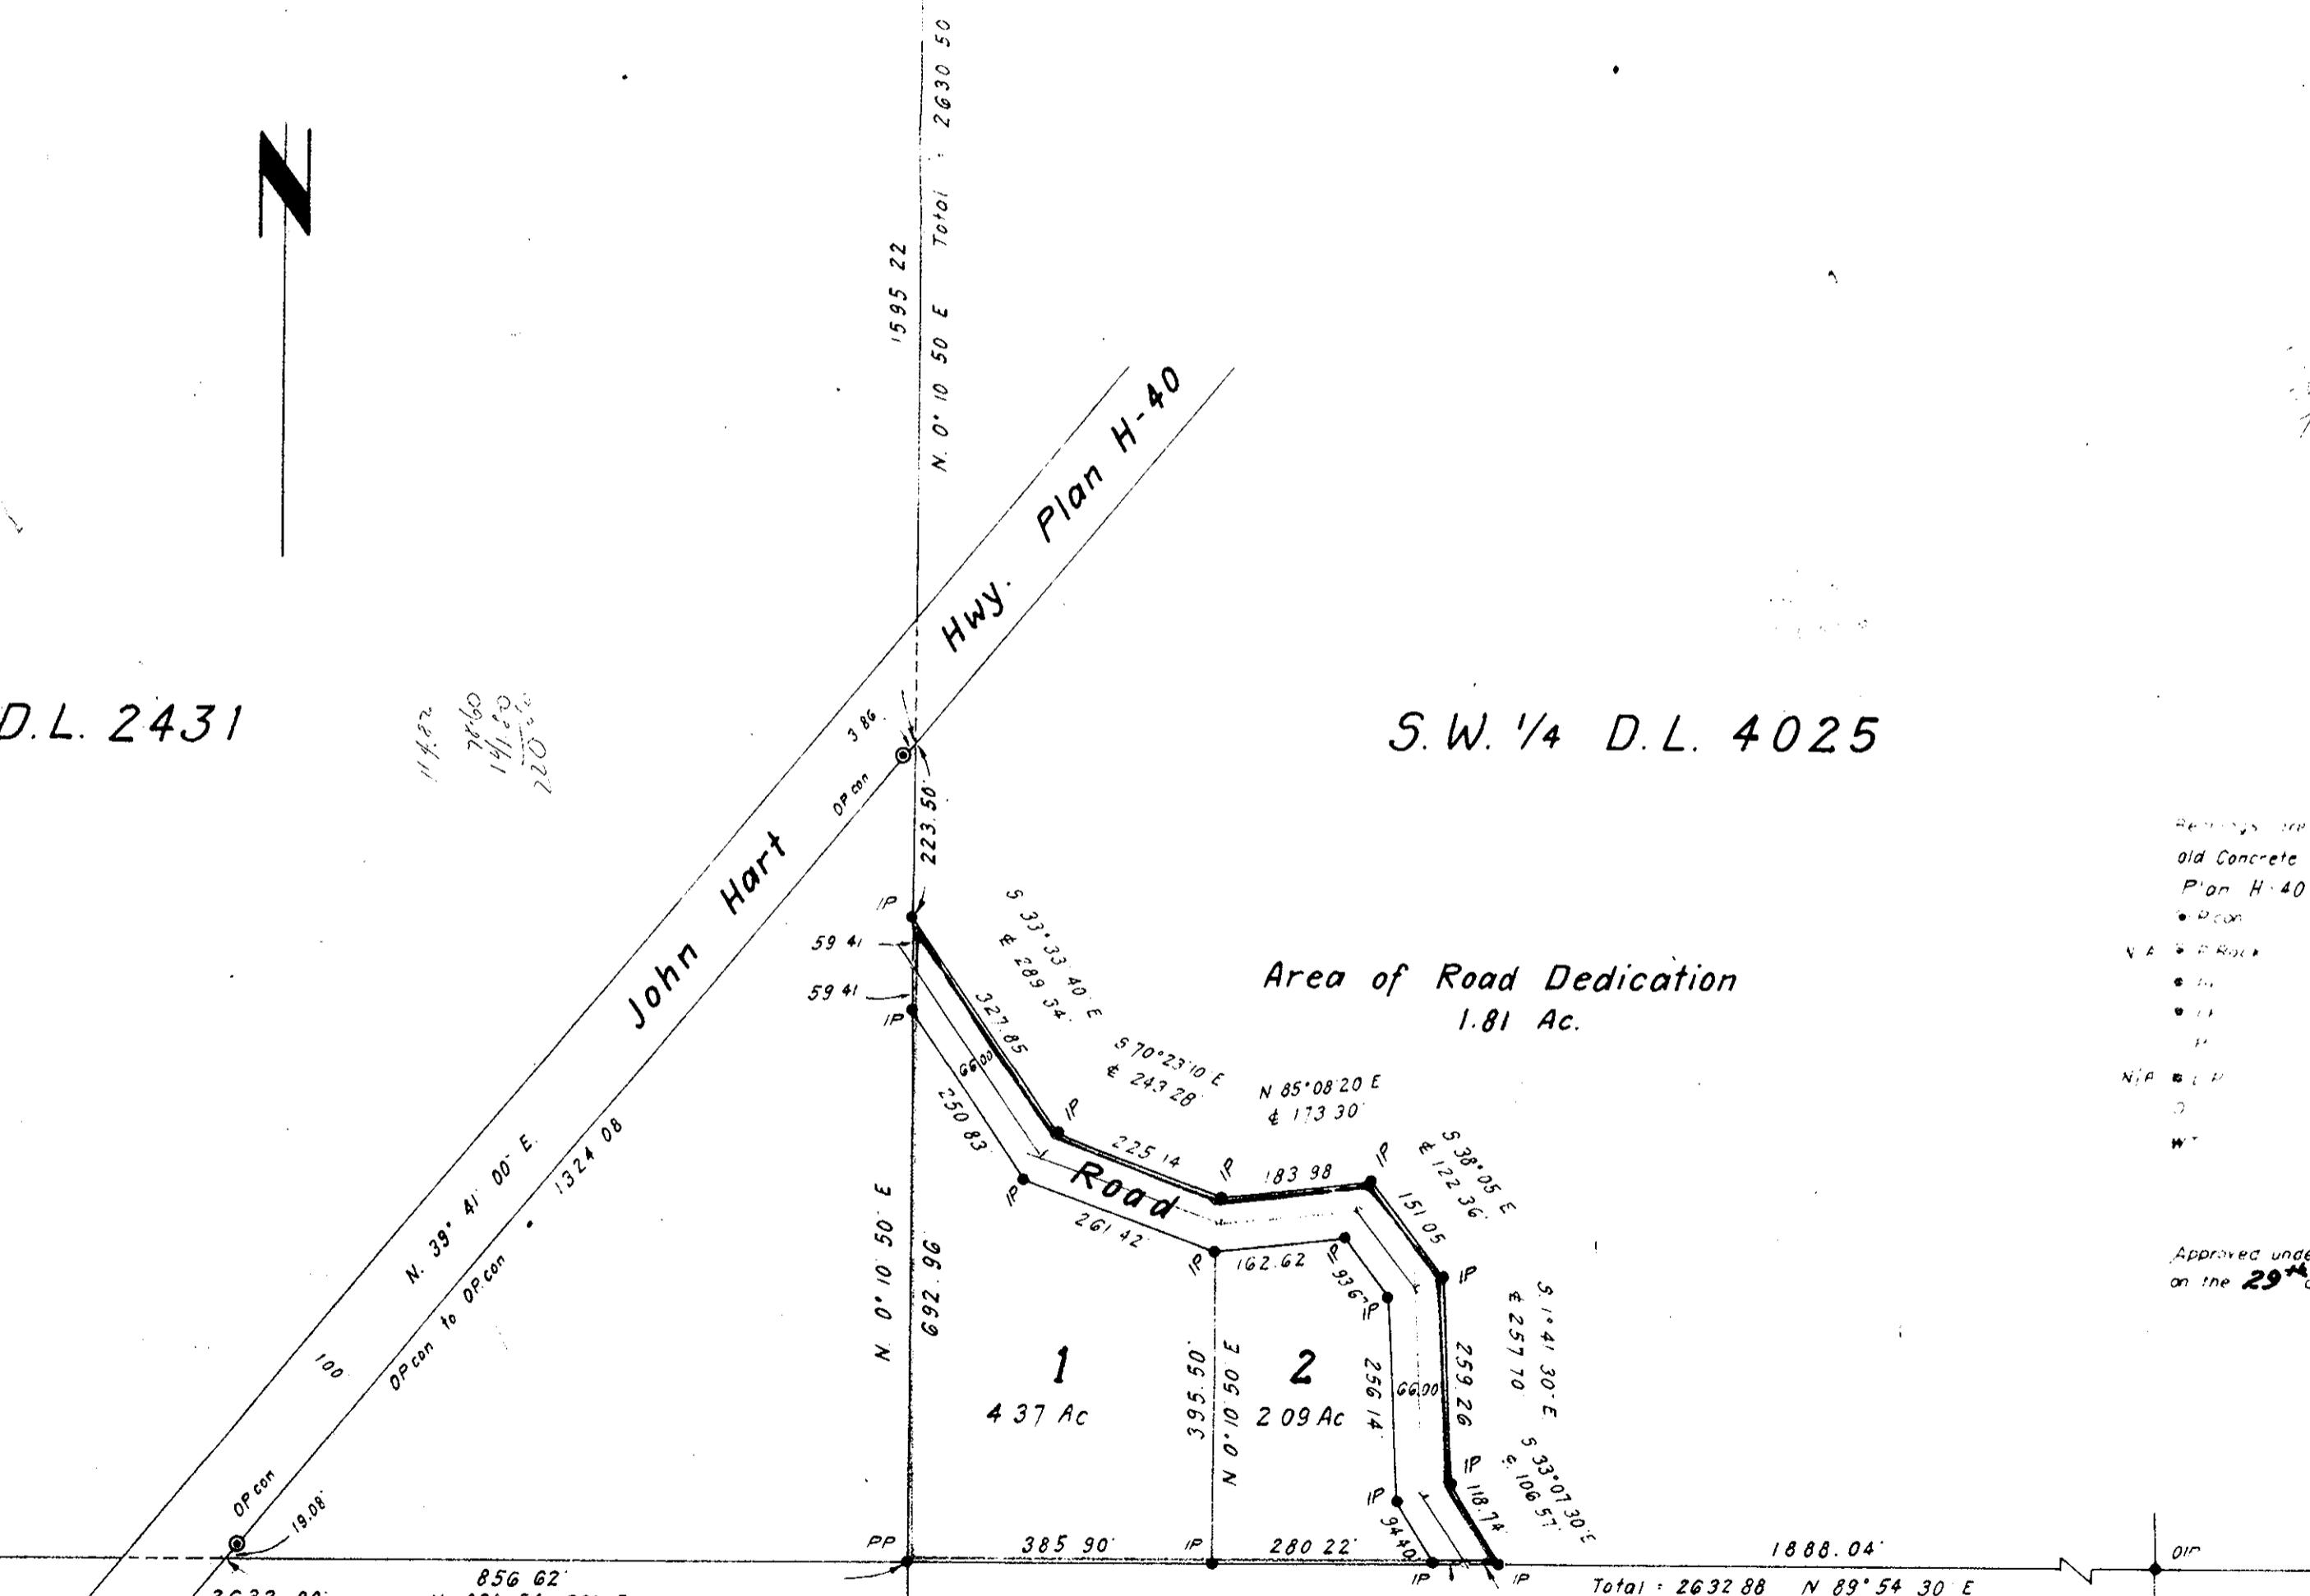 N
N. 0° 10 50 E Total : 2630 50
1595 22
John Hart Hwy. Plan H-40
D.L. 2431
S.W. 1/4 D.L. 4025
3 86
OP con
223.50'
IP
59 41
59 41
IP
S 33° 33 40 E
₵ 289 34'
327.85
66.00
250 83'
IP
S 70° 23' 10 E
₵ 243 28'
IP
225 14
Road
261 42'
IP
N 85° 08' 20 E
₵ 173 30'
IP
183 98
162.62
IP
Area of Road Dedication
1.81 Ac.
S 38° 05 E
₵ 122 36'
IP
151 05
93 67
IP
IP
S. 1° 41 30" E.
₵ 257 70
259.26
66.00
256 14'
S 33° 07 30" E
₵ 106 57'
IP
118.74'
IP
94 40
N. 39° 41' 00" E.
OP con to OP. con • 1324 08
100
OP con
19.08'
N 0° 10' 50" E
692.96
1
4 37 Ac
395.50'
N 0° 10' 50 E
2
2 09 Ac
PP
385 90'
IP
280 22'
IP
IP
1888.04'
OIP
856 62'
Total = 2632 88 N 89° 54 30 E
old Concrete
Plan H-40
Approved unde
on the 29th